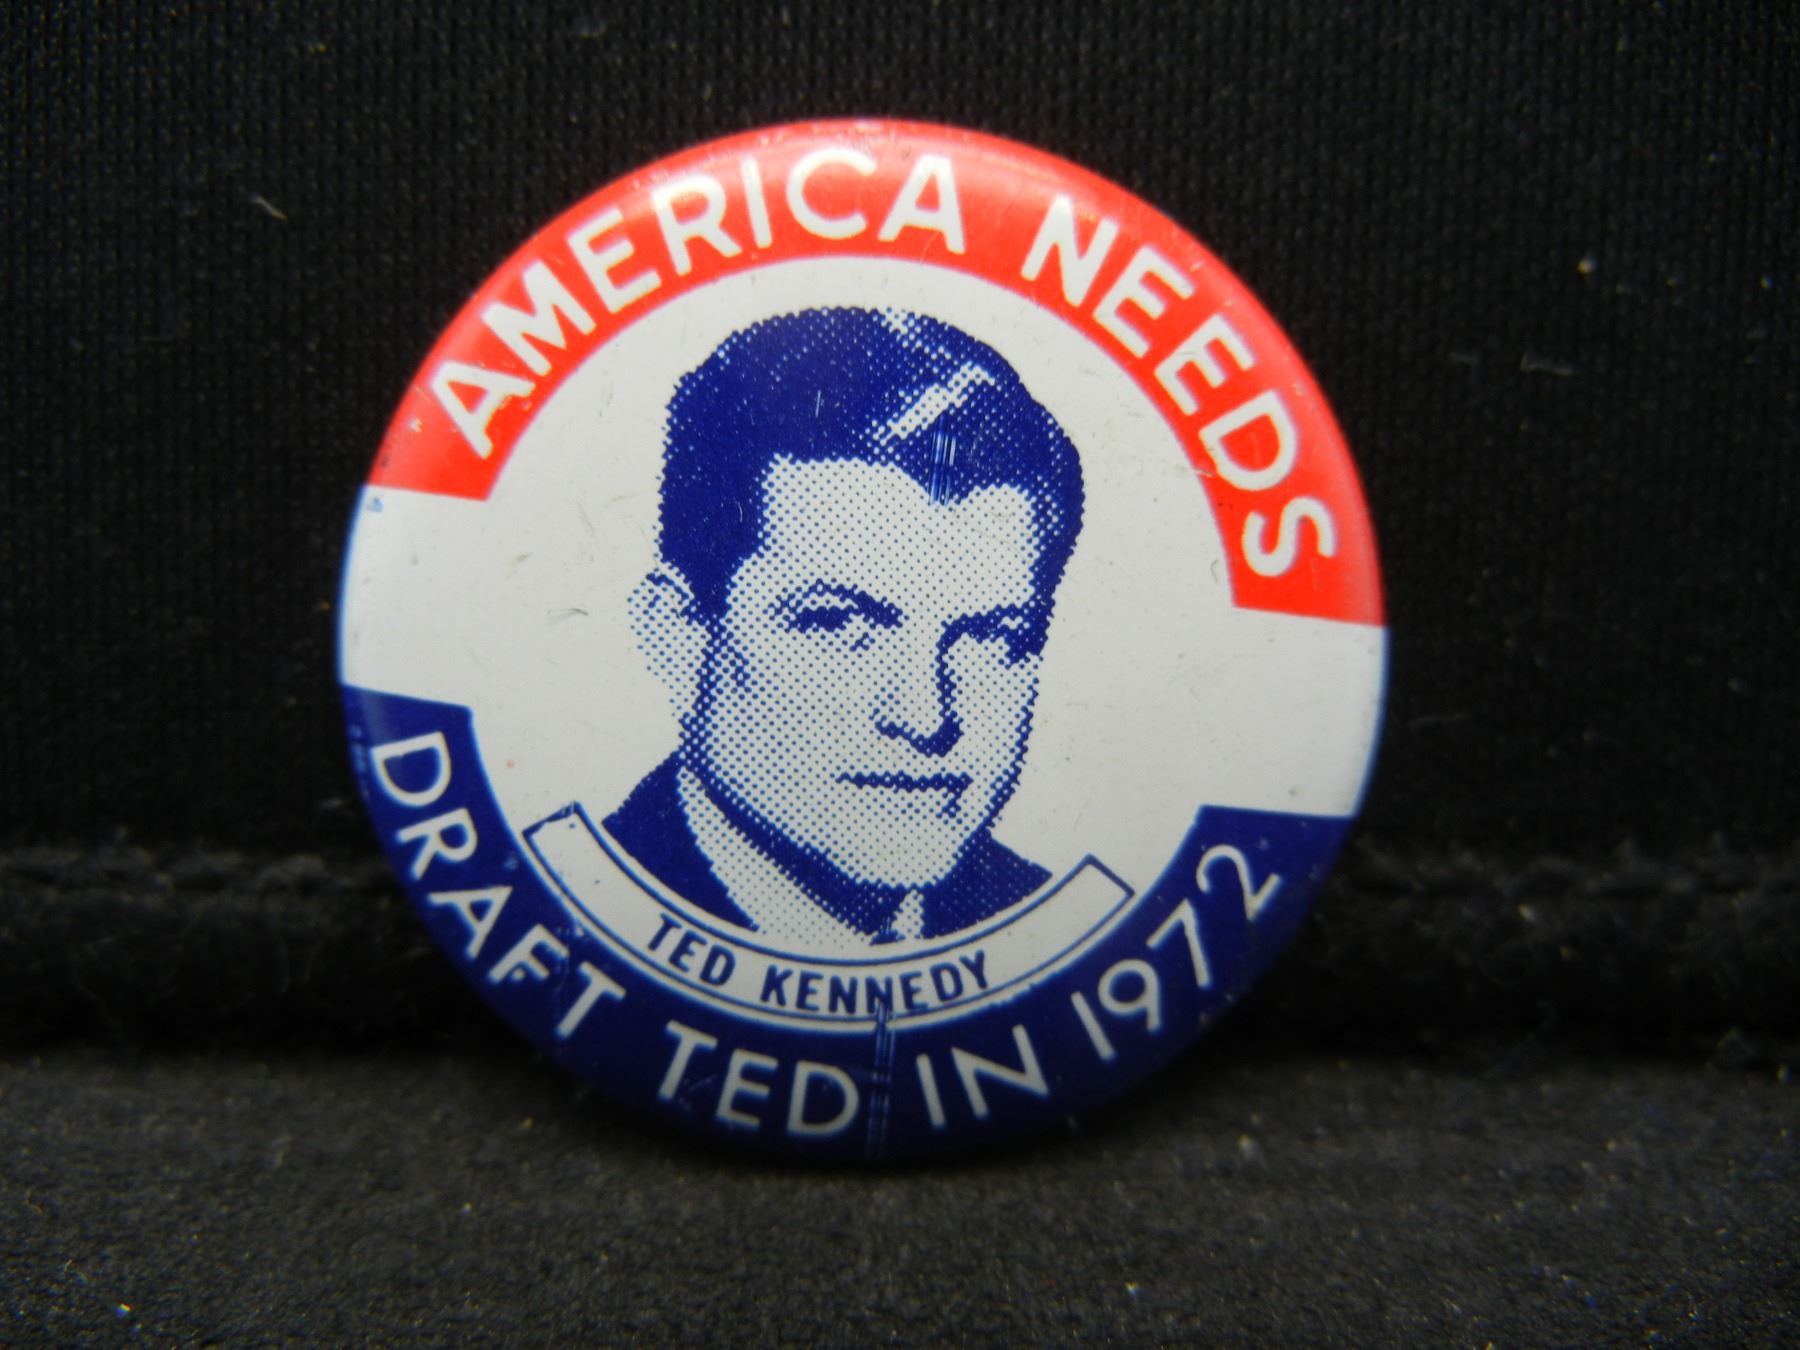 AMERICA NEEDS
TED KENNEDY
DRAFT TED IN 1972